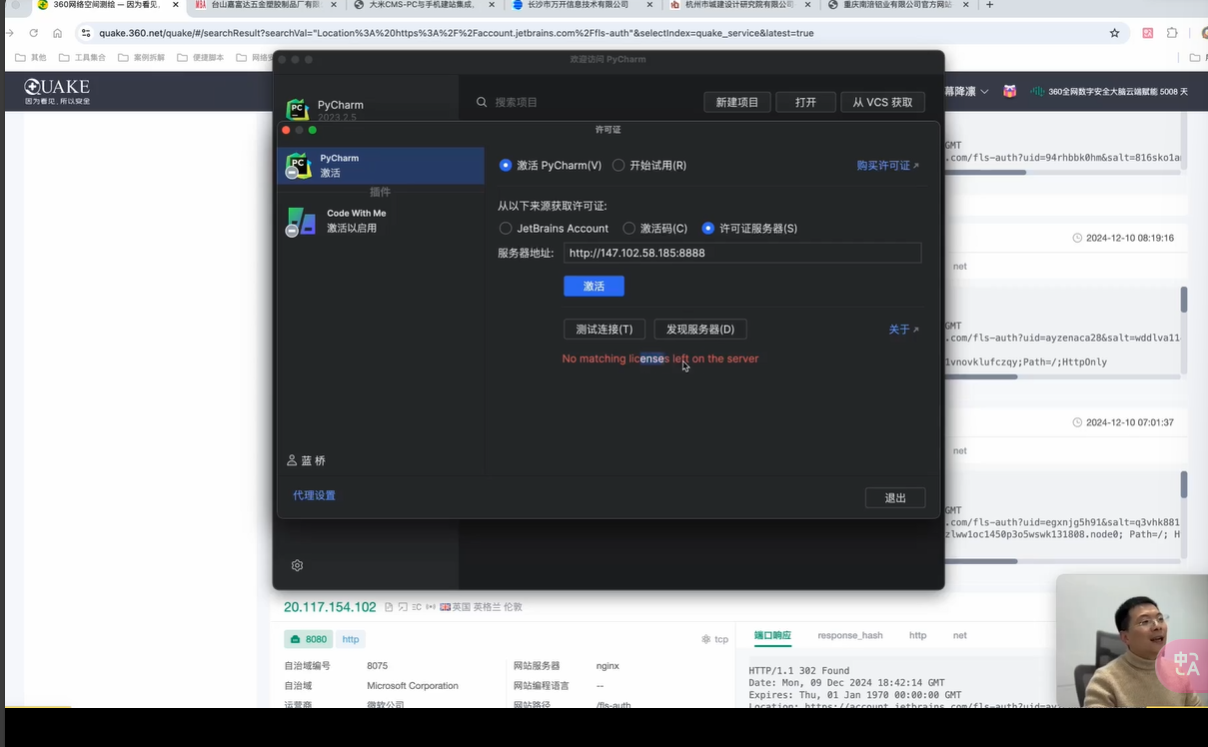 360网络空间测绘 — 因为看见,
台山嘉富达五金塑胶制品有限
大米CMS-PC与手机建站集成,
长沙市万开信息技术有限公司
杭州市城建设计研究院有限公司
重庆南涪铝业有限公司官方网站
quake.360.net/quake/#/searchResult?searchVal="Location%3A%20https%3A%2F%2Faccount.jetbrains.com%2Ffls-auth"&selectIndex=quake_service&latest=true
其他 工具集合 案例拆解 便捷脚本
QUAKE
因为看见, 所以安全
幕降凛
360全网数字安全大脑云端赋能 5008 天
欢迎访问 PyCharm
PyCharm
2023.2.5
搜索项目
新建项目 打开 从 VCS 获取
许可证
PyCharm
激活
插件
Code With Me
激活以启用
激活 PyCharm(V) 开始试用(R) 购买许可证
从以下来源获取许可证:
JetBrains Account 激活码(C) 许可证服务器(S)
服务器地址: http://147.102.58.185:8888
激活
测试连接(T) 发现服务器(D) 关于
No matching licenses left on the server
蓝 桥
代理设置
退出
GMT
.com/fls-auth?uid=94rhbbk0hm&salt=816sko1a
2024-12-10 08:19:16
net
GMT
.com/fls-auth?uid=ayzenaca28&salt=wddlva11
1vnovklufczqy;Path=/;HttpOnly
2024-12-10 07:01:37
net
GMT
.com/fls-auth?uid=egxnjg5h91&salt=q3vhk881
zlww1oc1450p3o5wswk131808.node0; Path=/; H
20.117.154.102
英国 英格兰 伦敦
8080 http tcp
自治域编号 8075 网站服务器 nginx
自治域 Microsoft Corporation 网站编程语言 --
运营商 微软公司 网站路径 /fls-auth
端口响应 response_hash http net
HTTP/1.1 302 Found
Date: Mon, 09 Dec 2024 18:42:14 GMT
Expires: Thu, 01 Jan 1970 00:00:00 GMT
Location: https://account.jetbrains.com/fls-auth?uid=
中A